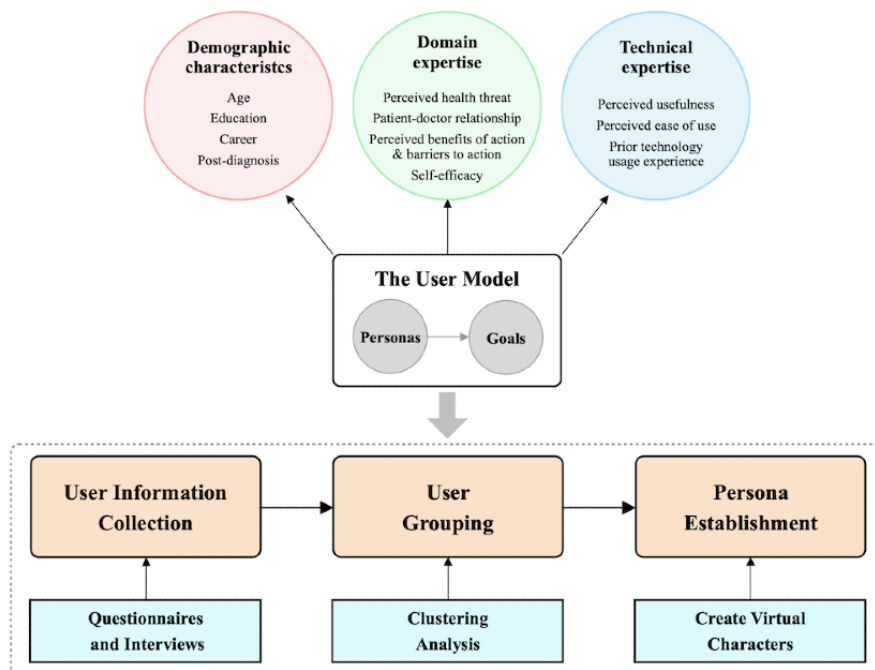 Demographic
characteristcs
Age
Education
Career
Post-diagnosis
Domain
expertise
Perceived health threat
Patient-doctor relationship
Perceived benefits of action
& barriers to action
Self-efficacy
Technical
expertise
Perceived usefulness
Perceived ease of use
Prior technology
usage experience
The User Model
Personas
Goals
User Information
Collection
User
Grouping
Persona
Establishment
Questionnaires
and Interviews
Clustering
Analysis
Create Virtual
Characters